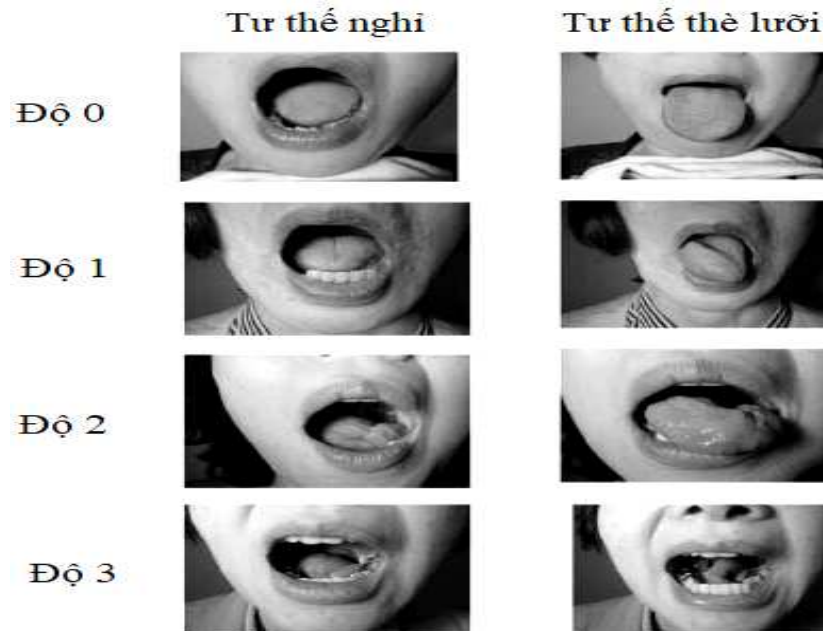 Tư thế nghỉ
Tư thế thè lưỡi
Độ 0
Độ 1
Độ 2
Độ 3